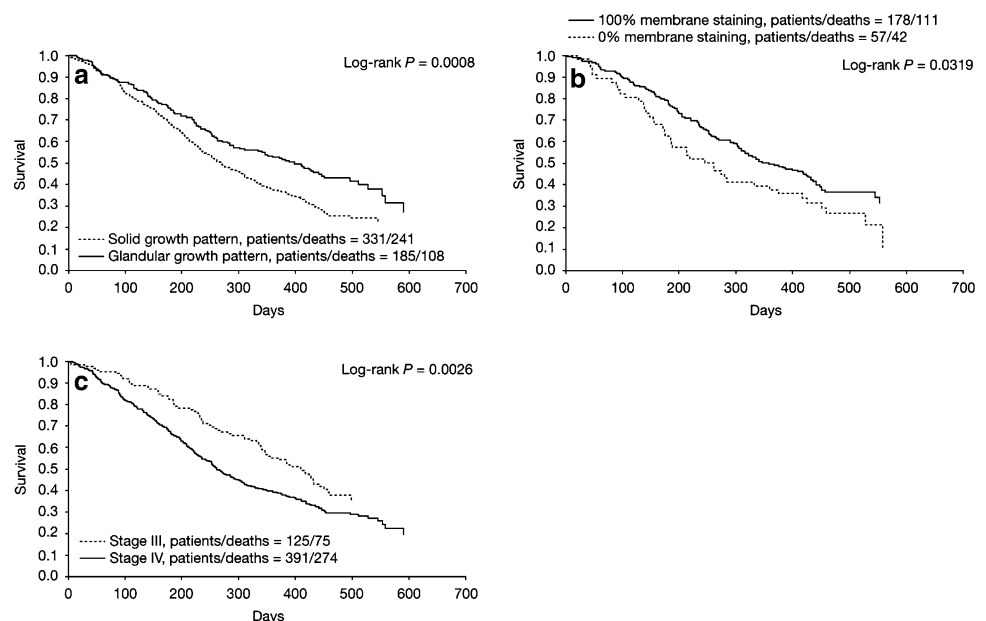 a
Log-rank P = 0.0008
Survival
1.0
0.9
0.8
0.7
0.6
0.5
0.4
0.3
0.2
0.1
0.0
Solid growth pattern, patients/deaths = 331/241
Glandular growth pattern, patients/deaths = 185/108
0 100 200 300 400 500 600 700
Days
100% membrane staining, patients/deaths = 178/111
0% membrane staining, patients/deaths = 57/42
b
Log-rank P = 0.0319
Survival
1.0
0.9
0.8
0.7
0.6
0.5
0.4
0.3
0.2
0.1
0.0
0 100 200 300 400 500 600 700
Days
c
Log-rank P = 0.0026
Survival
1.0
0.9
0.8
0.7
0.6
0.5
0.4
0.3
0.2
0.1
0.0
Stage III, patients/deaths = 125/75
Stage IV, patients/deaths = 391/274
0 100 200 300 400 500 600 700
Days